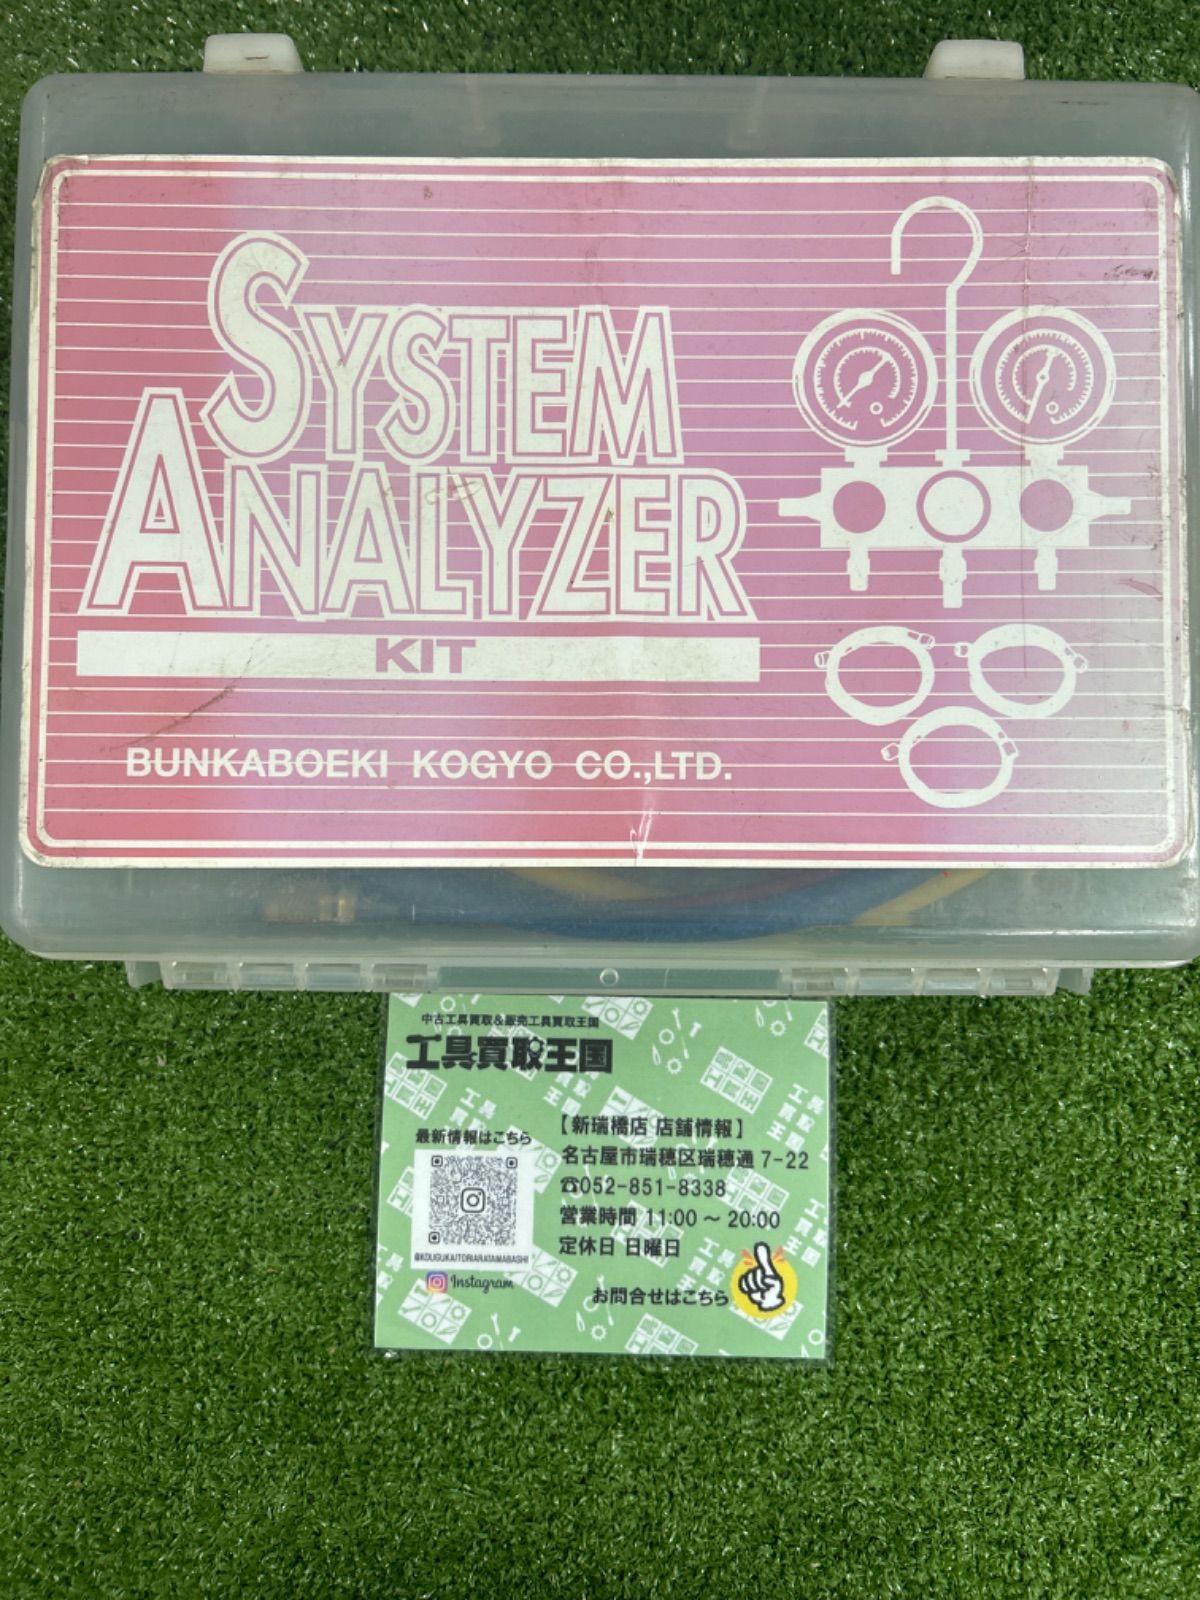 SYSTEM
ANALYZER
KIT
BUNKABOEKI KOGYO CO.,LTD.
中古工具買取&販売工具買取王国
工具買取王国
最新情報はこちら
@KOUGUKAITORIARATAMABASHI
Instagram
【新瑞橋店 店舗情報】
名古屋市瑞穂区瑞穂通 7-22
☎052-851-8338
営業時間 11:00 ～ 20:00
定休日 日曜日
お問合せはこちら